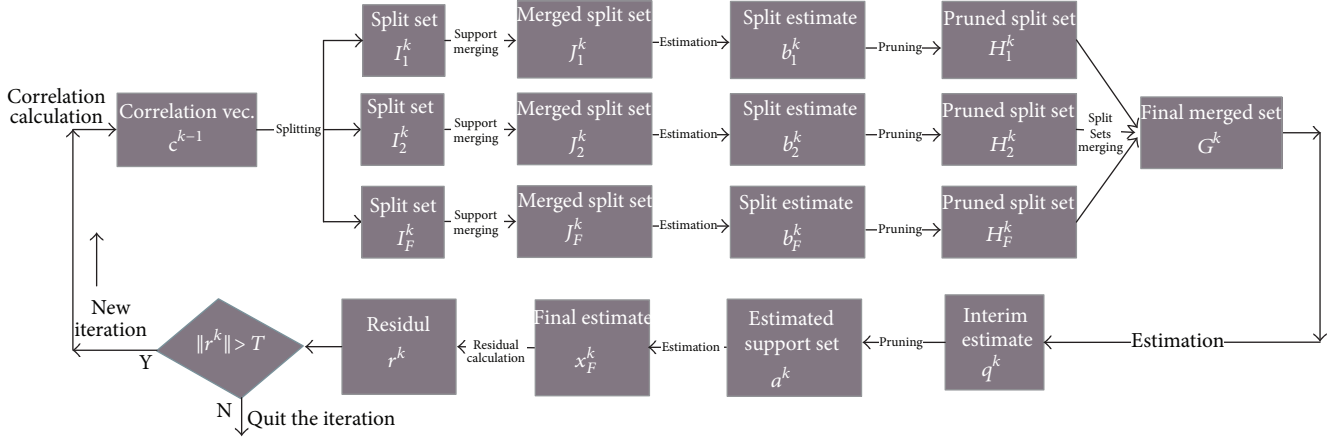 Split set
I_1^k
Support
merging
Merged split set
J_1^k
Estimation
Split estimate
b_1^k
Pruning
Pruned split set
H_1^k
Correlation
calculation
Correlation vec.
c^{k−1}
Splitting
Split set
I_2^k
Support
merging
Merged split set
J_2^k
Estimation
Split estimate
b_2^k
Pruning
Pruned split set
H_2^k
Split
Sets
merging
Final merged set
G^k
Split set
I_F^k
Support
merging
Merged split set
J_F^k
Estimation
Split estimate
b_F^k
Pruning
Pruned split set
H_F^k
New
iteration
Y
‖r^k‖ > T
N
Quit the iteration
Residul
r^k
Residual
calculation
Final estimate
x_F^k
Estimation
Estimated
support set
a^k
Pruning
Interim
estimate
q^k
Estimation